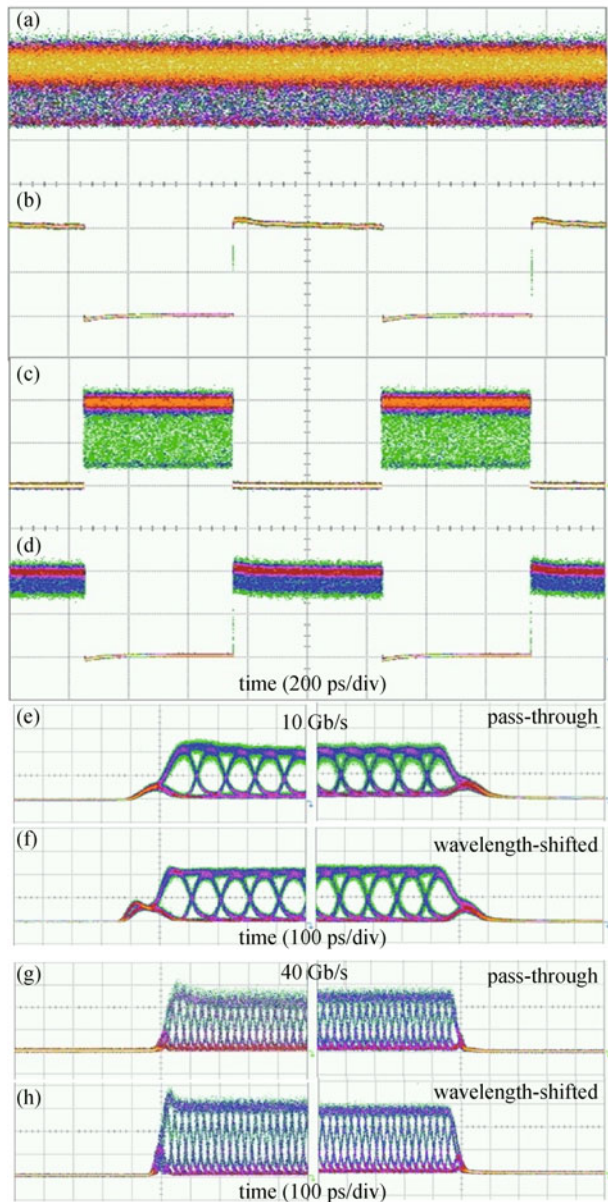 (a)
(b)
(c)
(d)
time (200 ps/div)
(e) 10 Gb/s pass-through
(f) wavelength-shifted
time (100 ps/div)
(g) 40 Gb/s pass-through
(h) wavelength-shifted
time (100 ps/div)